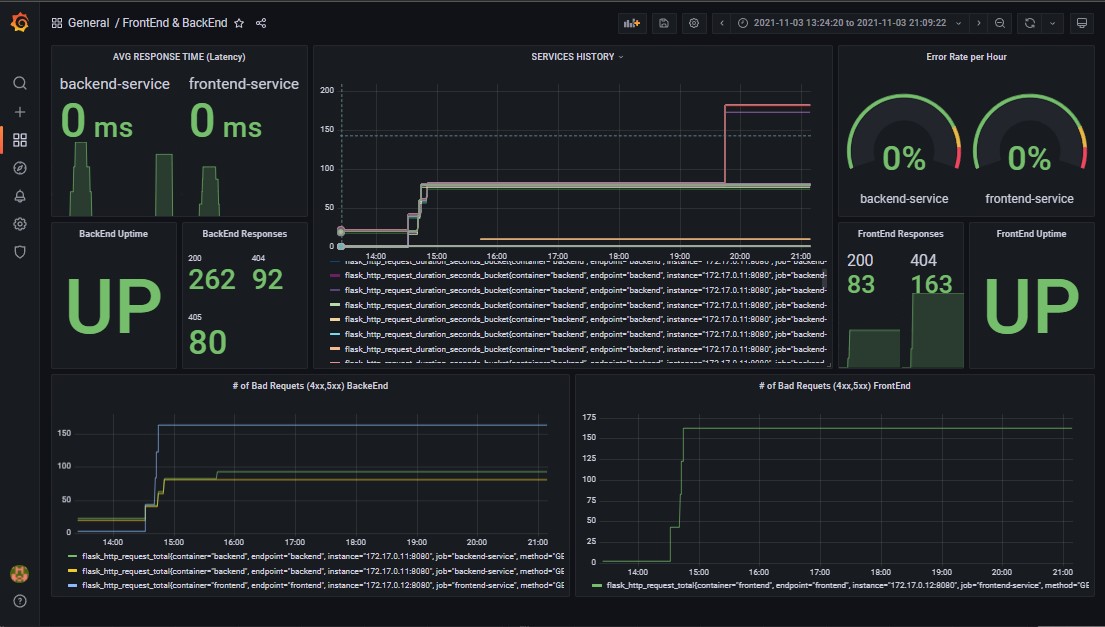 General / FrontEnd & BackEnd
2021-11-03 13:24:20 to 2021-11-03 21:09:22
AVG RESPONSE TIME (Latency)
backend-service
frontend-service
0 ms
0 ms
SERVICES HISTORY
200
150
100
50
0
14:00
15:00
16:00
17:00
18:00
19:00
20:00
21:00
flask_http_request_duration_seconds_bucket{container="backend", endpoint="backend", instance="172.17.0.11:8080", job="backend-
flask_http_request_duration_seconds_bucket{container="backend", endpoint="backend", instance="172.17.0.11:8080", job="backend-
flask_http_request_duration_seconds_bucket{container="backend", endpoint="backend", instance="172.17.0.11:8080", job="backend-
flask_http_request_duration_seconds_bucket{container="backend", endpoint="backend", instance="172.17.0.11:8080", job="backend-
flask_http_request_duration_seconds_bucket{container="backend", endpoint="backend", instance="172.17.0.11:8080", job="backend-
flask_http_request_duration_seconds_bucket{container="backend", endpoint="backend", instance="172.17.0.11:8080", job="backend-
flask_http_request_duration_seconds_bucket{container="backend", endpoint="backend", instance="172.17.0.11:8080", job="backend-
flask_http_request_duration_seconds_bucket{container="backend", endpoint="backend", instance="172.17.0.11:8080", job="backend-
Error Rate per Hour
0%
0%
backend-service
frontend-service
BackEnd Uptime
UP
BackEnd Responses
200
404
262
92
405
80
FrontEnd Responses
200
404
83
163
FrontEnd Uptime
UP
# of Bad Requets (4xx,5xx) BackeEnd
150
100
50
0
14:00
15:00
16:00
17:00
18:00
19:00
20:00
21:00
flask_http_request_total{container="backend", endpoint="backend", instance="172.17.0.11:8080", job="backend-service", method="GE
flask_http_request_total{container="backend", endpoint="backend", instance="172.17.0.11:8080", job="backend-service", method="GE
flask_http_request_total{container="frontend", endpoint="frontend", instance="172.17.0.12:8080", job="frontend-service", method="GE
# of Bad Requets (4xx,5xx) FrontEnd
175
150
125
100
75
50
25
0
14:00
15:00
16:00
17:00
18:00
19:00
20:00
21:00
flask_http_request_total{container="frontend", endpoint="frontend", instance="172.17.0.12:8080", job="frontend-service", method="GE